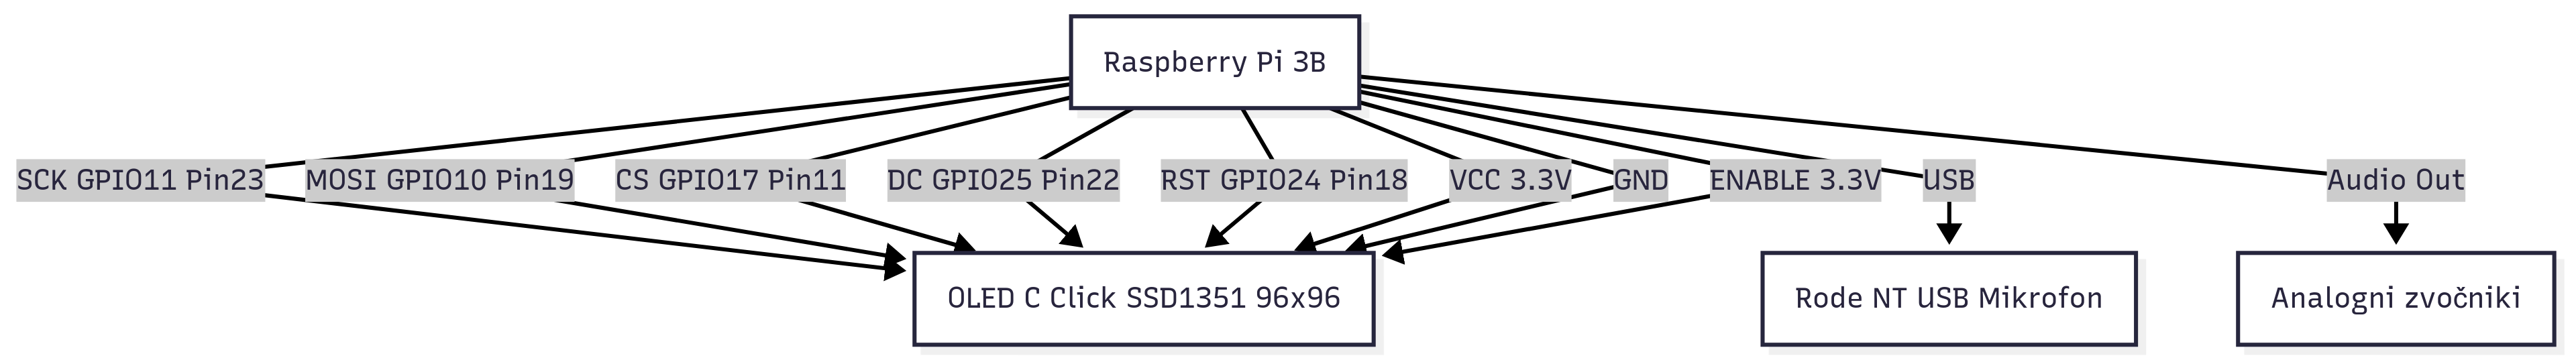 Raspberry Pi 3B
SCK GPIO11 Pin23
MOSI GPIO10 Pin19
CS GPIO17 Pin11
DC GPIO25 Pin22
RST GPIO24 Pin18
VCC 3.3V
GND
ENABLE 3.3V
USB
Audio Out
OLED C Click SSD1351 96x96
Rode NT USB Mikrofon
Analogni zvočniki